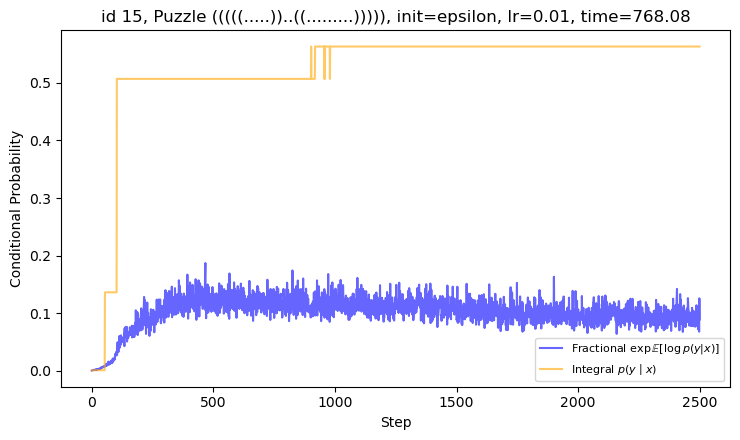 id 15, Puzzle (((((.....))..((.........))))), init=epsilon, lr=0.01, time=768.08
Conditional Probability
0.5
0.4
0.3
0.2
0.1
0.0
Fractional exp𝔼[log p(y|x)]
Integral p(y | x)
0 500 1000 1500 2000 2500
Step